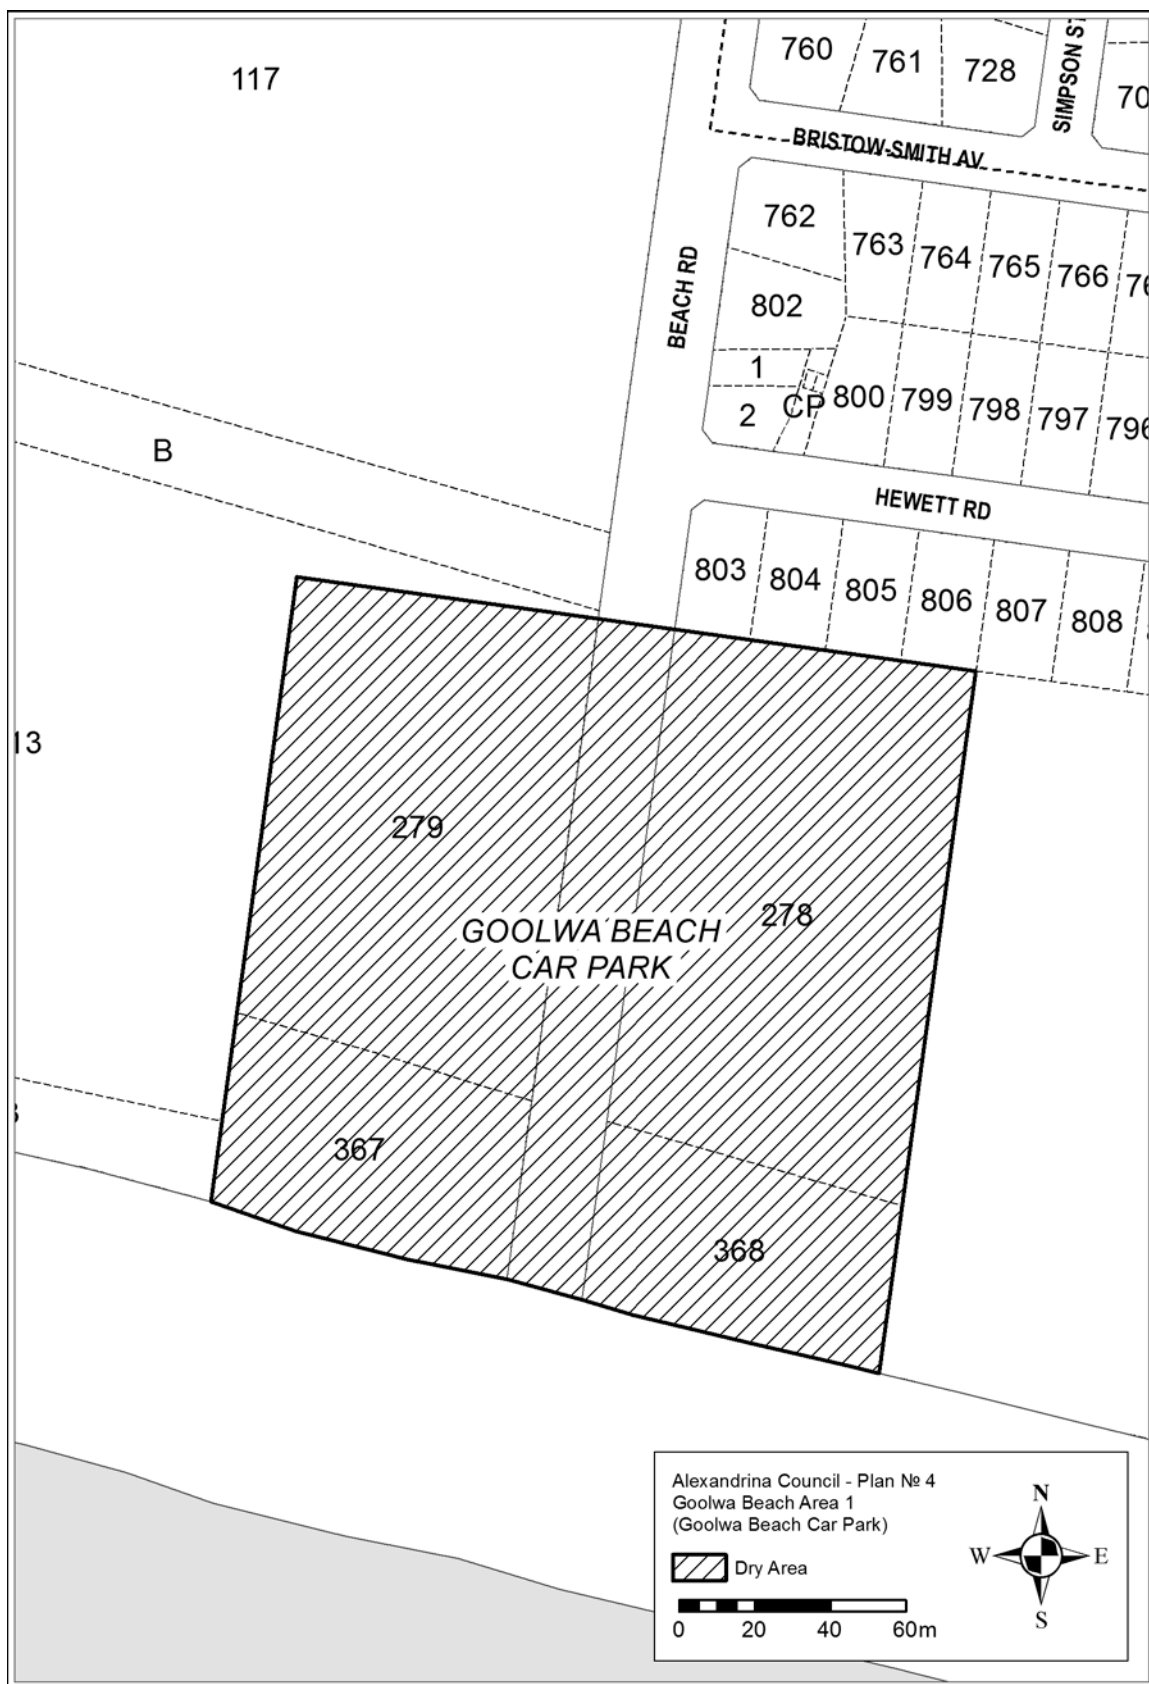 117
760
761
728
SIMPSON ST
70
BRISTOW-SMITH AV
762
763
764
765
766
76
BEACH RD
802
1
2
CP
800
799
798
797
796
HEWETT RD
803
804
805
806
807
808
B
13
279
278
GOOLWA BEACH
CAR PARK
367
368
Alexandrina Council - Plan № 4
Goolwa Beach Area 1
(Goolwa Beach Car Park)
Dry Area
0 20 40 60m
N
W E
S